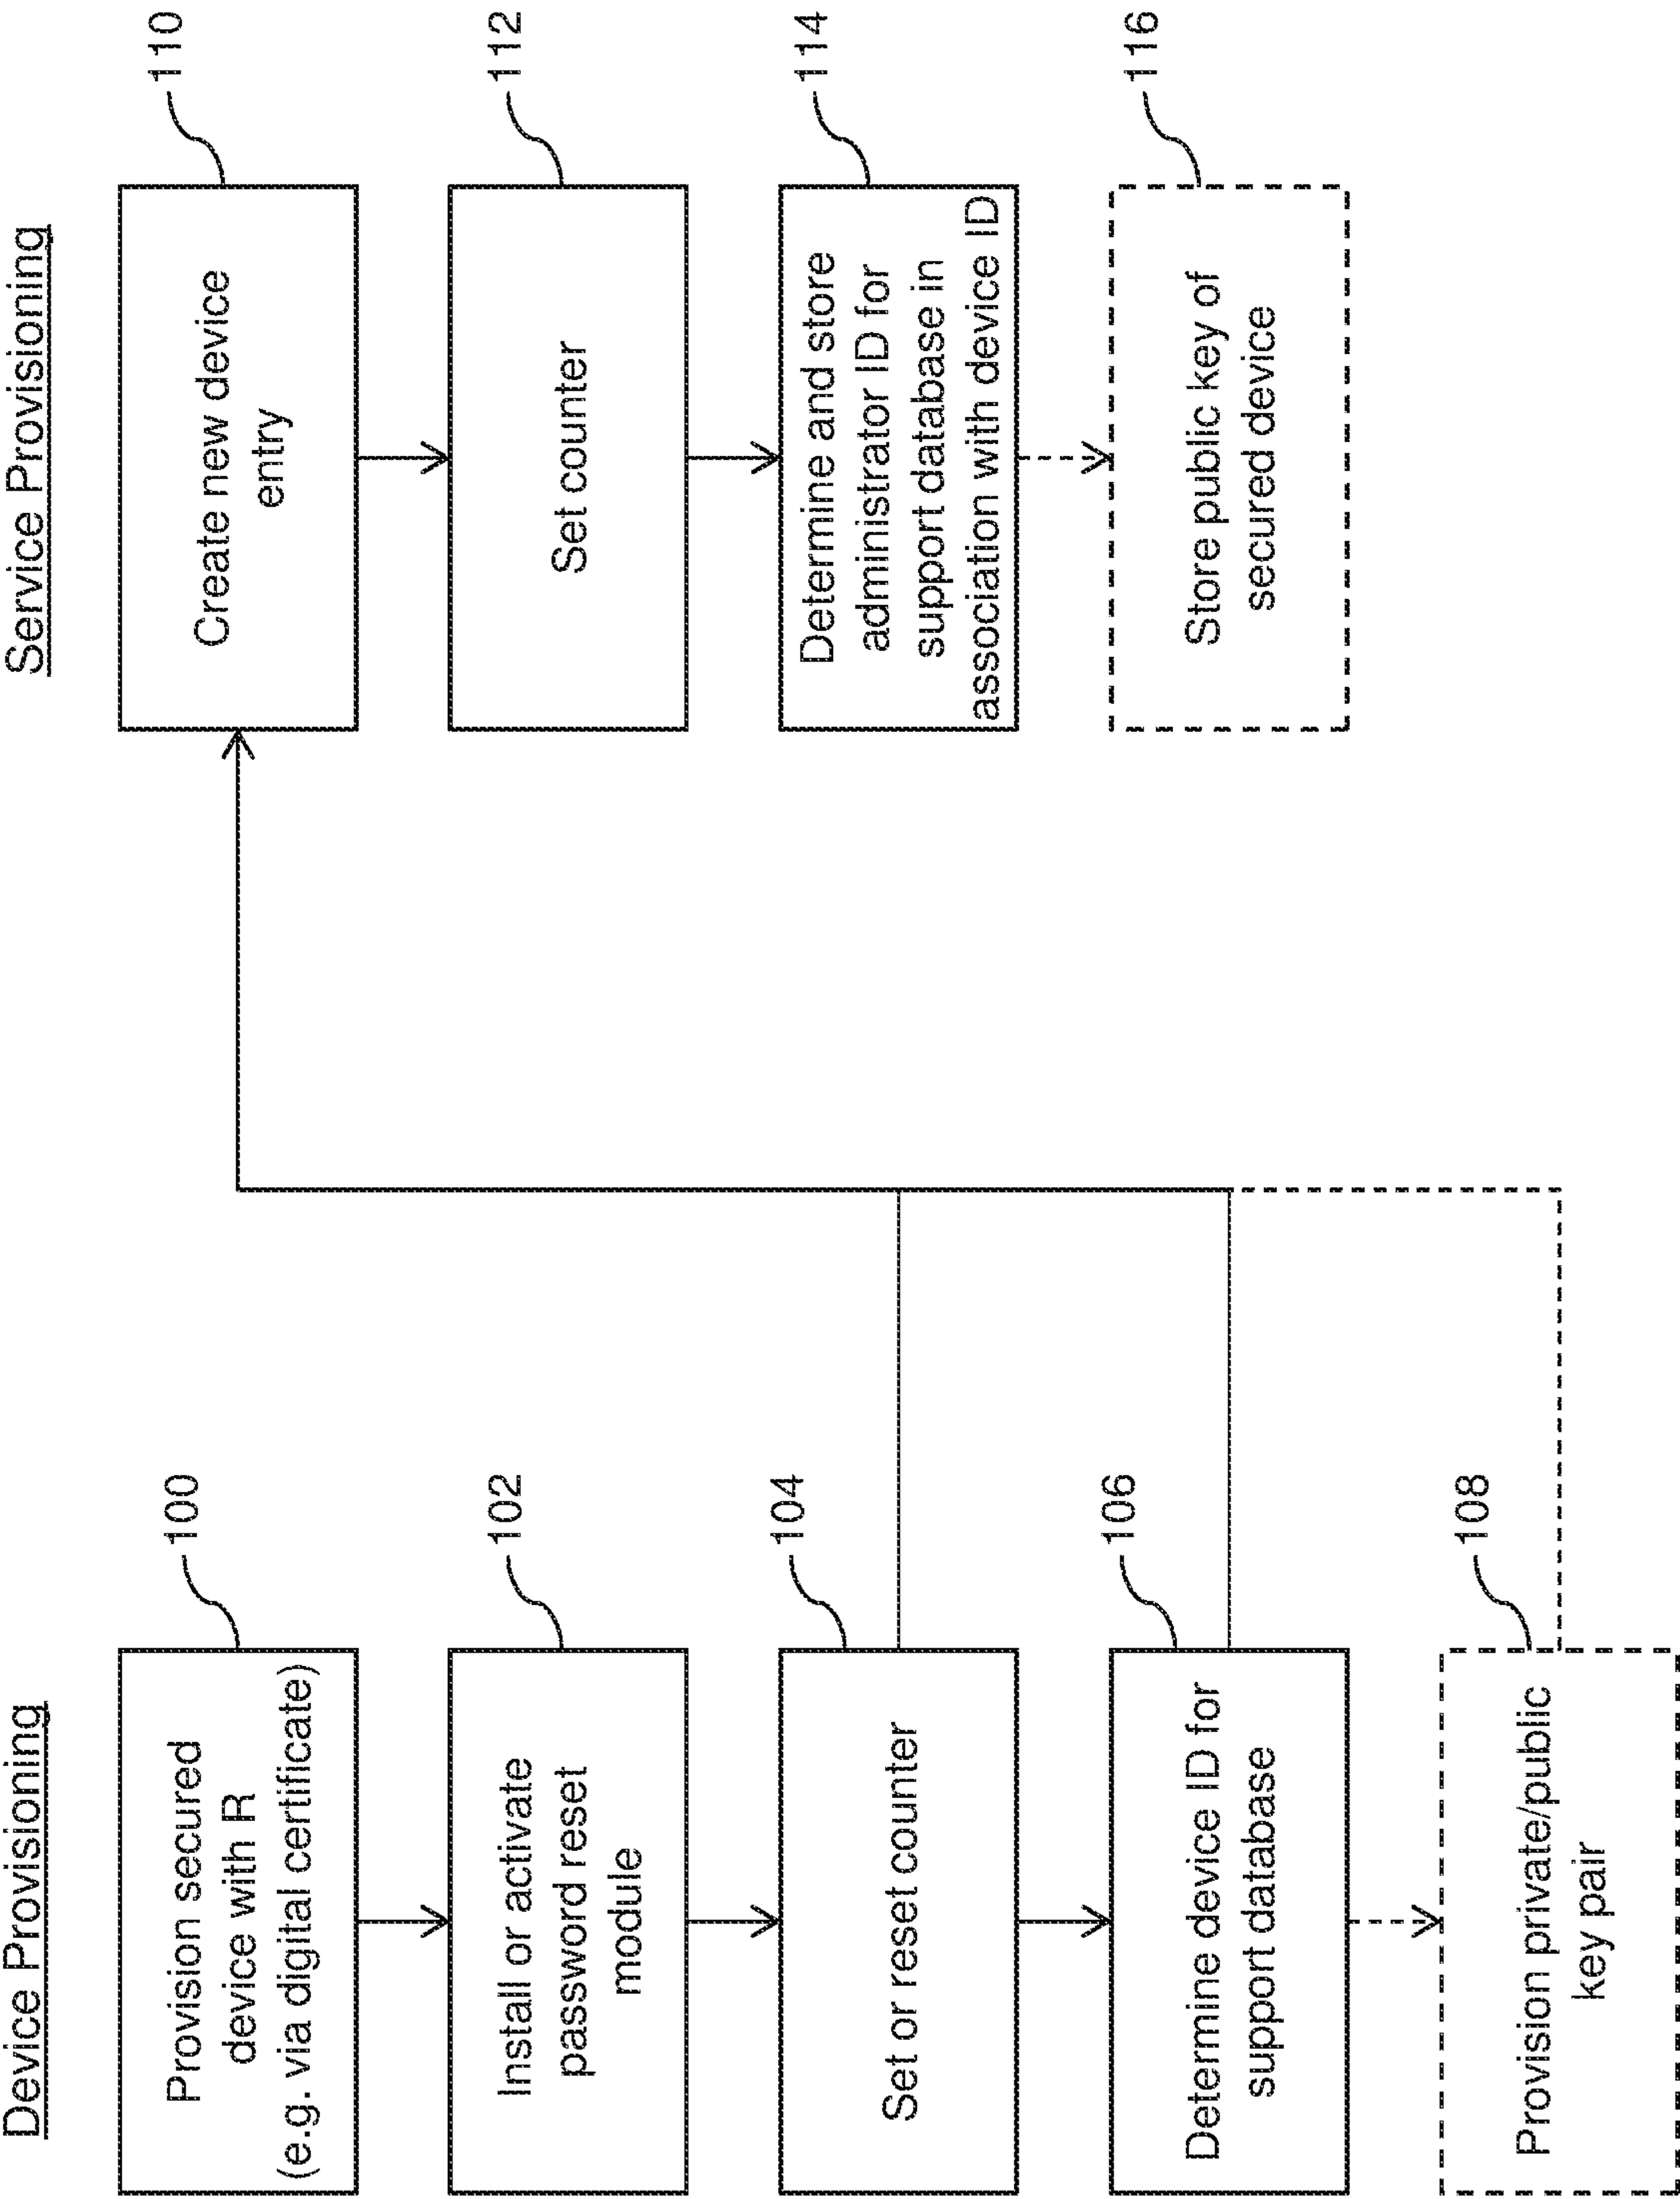 Device Provisioning
Provision secured
device with R
(e.g. via digital certificate)
100
Install or activate
password reset
module
102
Set or reset counter
104
Determine device ID for
support database
106
Provision private/public
key pair
108
Service Provisioning
Create new device
entry
110
Set counter
112
Determine and store
administrator ID for
support database in
association with device ID
114
Store public key of
secured device
116